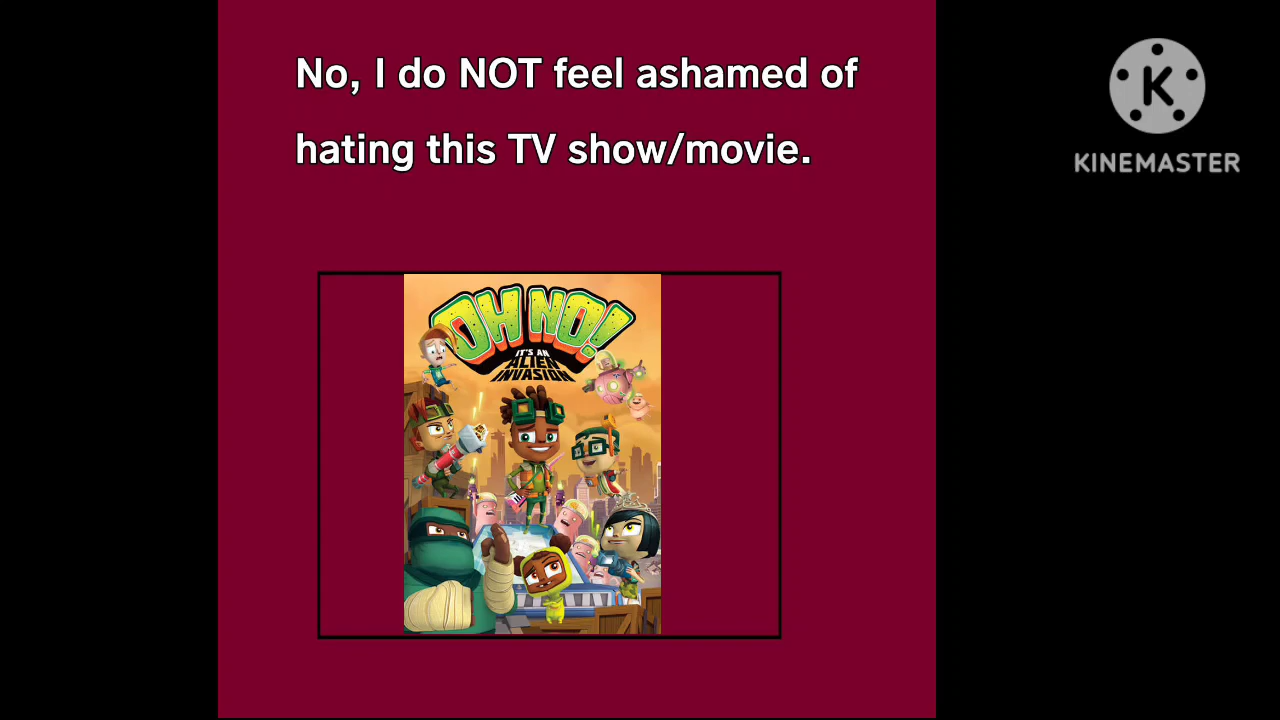 No, I do NOT feel ashamed of
hating this TV show/movie.
K
KINEMASTER
OH NO!
IT'S AN
ALIEN
INVASION